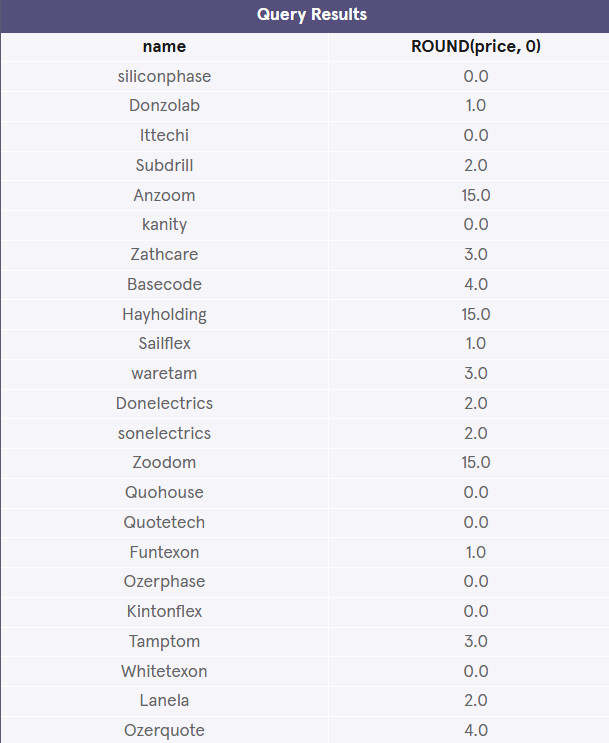 Query Results
name ROUND(price, 0)
siliconphase 0.0
Donzolab 1.0
Ittechi 0.0
Subdrill 2.0
Anzoom 15.0
kanity 0.0
Zathcare 3.0
Basecode 4.0
Hayholding 15.0
Sailflex 1.0
waretam 3.0
Donelectrics 2.0
sonelectrics 2.0
Zoodom 15.0
Quohouse 0.0
Quotetech 0.0
Funtexon 1.0
Ozerphase 0.0
Kintonflex 0.0
Tamptom 3.0
Whitetexon 0.0
Lanela 2.0
Ozerquote 4.0